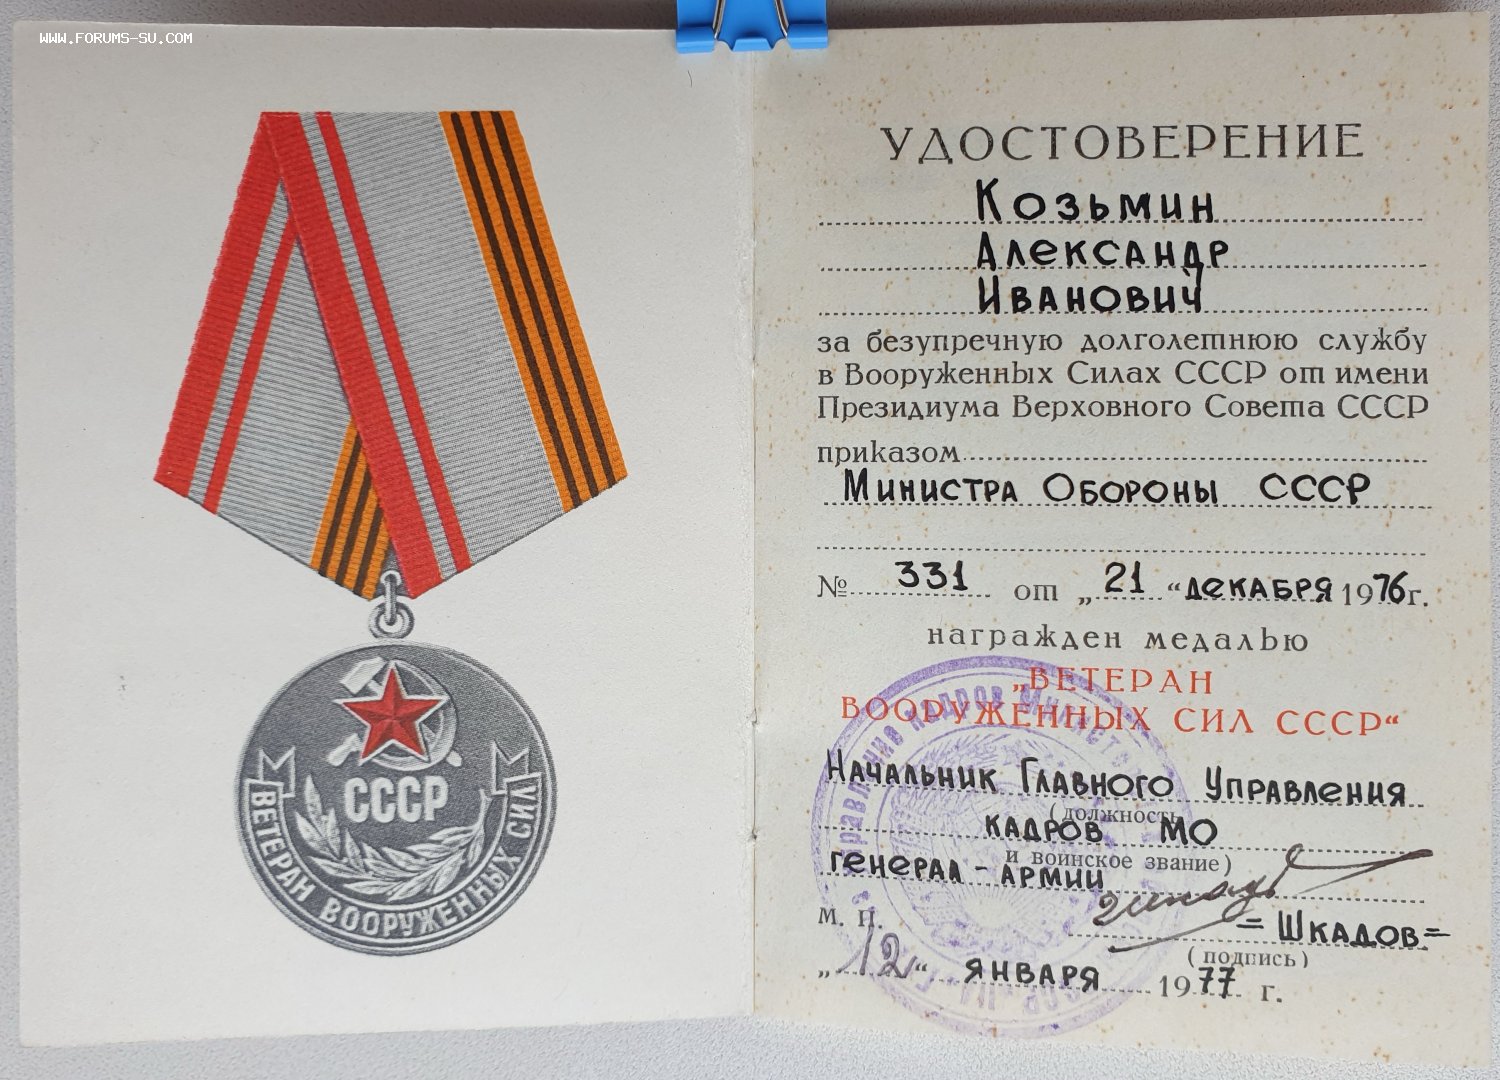 WWW.FORUMS-SU.COM
СССР
ВЕТЕРАН ВООРУЖЕННЫХ СИЛ
УДОСТОВЕРЕНИЕ
Козьмин
Александр
Иванович
за безупречную долголетнюю службу
в Вооруженных Силах СССР от имени
Президиума Верховного Совета СССР
приказом
Министра Обороны СССР
№ 331 от „21“ декабря 1976 г.
награжден медалью
„ВЕТЕРАН
ВООРУЖЕННЫХ СИЛ СССР“
Начальник Главного Управления
(должность
кадров МО
и воинское звание)
генерал-армии
М. П.
=Шкадов=
(подпись)
„12“ января 1977 г.